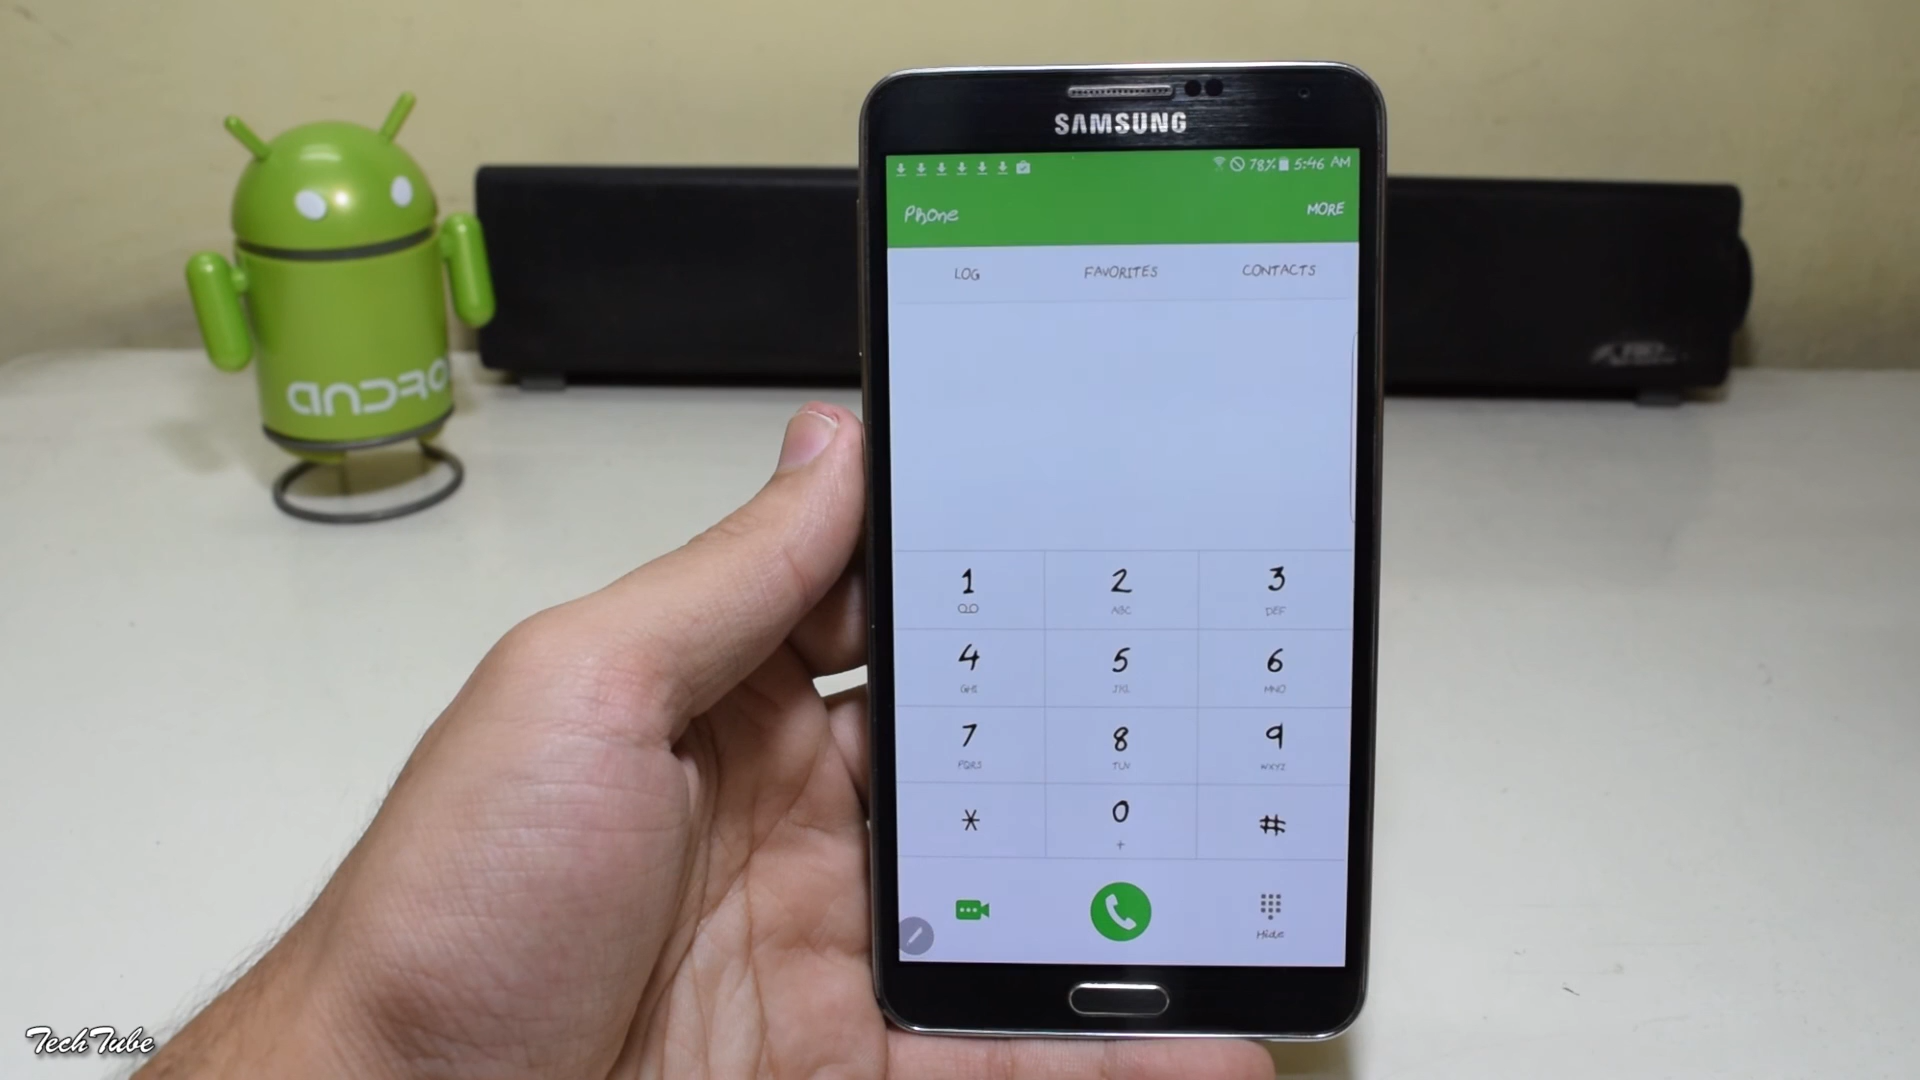 SAMSUNG
78% 5:46 AM
Phone
MORE
LOG FAVORITES CONTACTS
ANDRO
1 2 3
ABC DEF
4 5 6
GHI JKL MNO
7 8 9
PQRS TUV WXYZ
* 0 #
+
Hide
TechTube